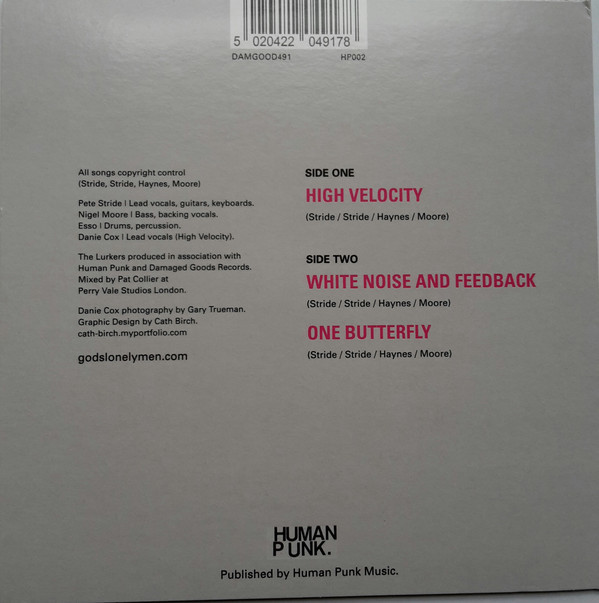 5 020422 049178
DAMGOOD491 HP002
All songs copyright control
(Stride, Stride, Haynes, Moore)
Pete Stride | Lead vocals, guitars, keyboards.
Nigel Moore | Bass, backing vocals.
Esso | Drums, percussion.
Danie Cox | Lead vocals (High Velocity).
The Lurkers produced in association with
Human Punk and Damaged Goods Records.
Mixed by Pat Collier at
Perry Vale Studios London.
Danie Cox photography by Gary Trueman.
Graphic Design by Cath Birch.
cath-birch.myportfolio.com
godslonelymen.com
SIDE ONE
HIGH VELOCITY
(Stride / Stride / Haynes / Moore)
SIDE TWO
WHITE NOISE AND FEEDBACK
(Stride / Stride / Haynes / Moore)
ONE BUTTERFLY
(Stride / Stride / Haynes / Moore)
HUMAN
PUNK.
Published by Human Punk Music.